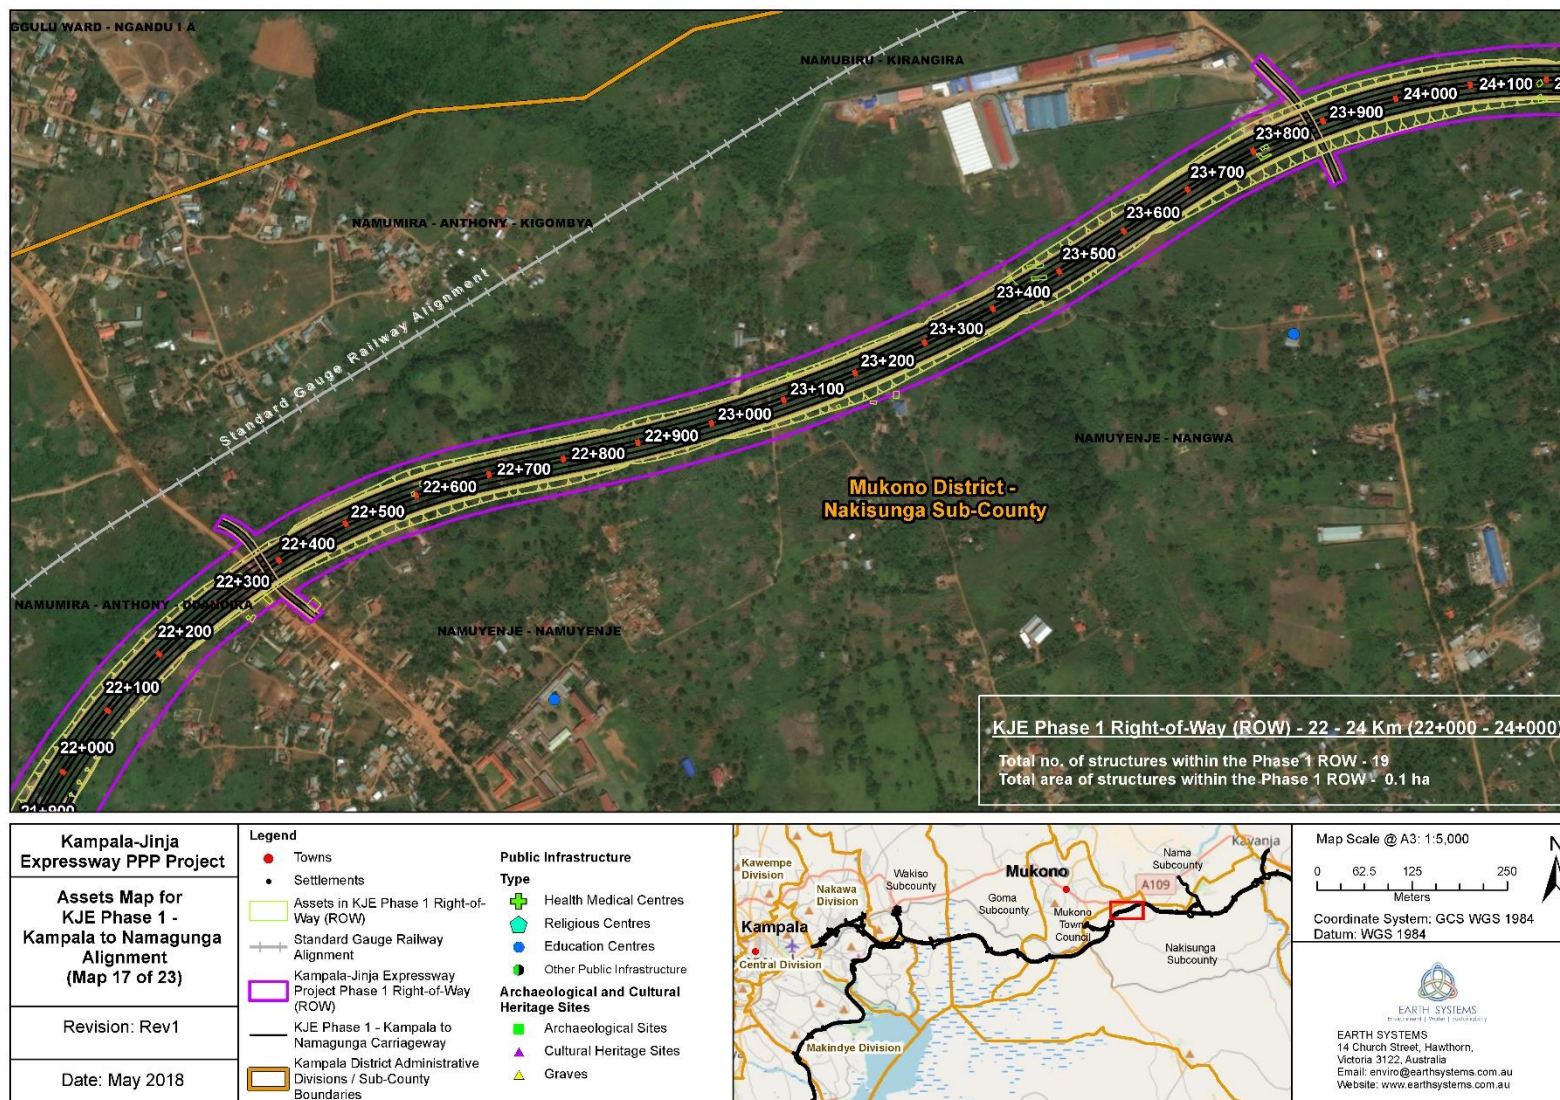 GGULU WARD - NGANDU I A
NAMUBIRU - KIRANGIRA
NAMUMIRA - ANTHONY - KIGOMBYA
Standard Gauge Railway Alignment
24+100
24+000
23+900
23+800
23+700
23+600
23+500
23+400
23+300
23+200
23+100
23+000
22+900
22+800
22+700
22+600
22+500
22+400
22+300
22+200
22+100
22+000
21+900
NAMUYENJE - NANGWA
Mukono District -
Nakisunga Sub-County
NAMUMIRA - ANTHONY -
NAMUYENJE - NAMUYENJE
KJE Phase 1 Right-of-Way (ROW) - 22 - 24 Km (22+000 - 24+000)
Total no. of structures within the Phase 1 ROW - 19
Total area of structures within the Phase 1 ROW - 0.1 ha
Kampala-Jinja
Expressway PPP Project
Assets Map for
KJE Phase 1 -
Kampala to Namagunga
Alignment
(Map 17 of 23)
Revision: Rev1
Date: May 2018
Legend
Towns
Settlements
Assets in KJE Phase 1 Right-of-
Way (ROW)
Standard Gauge Railway
Alignment
Kampala-Jinja Expressway
Project Phase 1 Right-of-Way
(ROW)
KJE Phase 1 - Kampala to
Namagunga Carriageway
Kampala District Administrative
Divisions / Sub-County
Boundaries
Public Infrastructure
Type
Health Medical Centres
Religious Centres
Education Centres
Other Public Infrastructure
Archaeological and Cultural
Heritage Sites
Archaeological Sites
Cultural Heritage Sites
Graves
Kawempe
Division
Nakawa
Division
Wakiso
Subcounty
Mukono
Goma
Subcounty
Mukono
Town
Council
Nama
Subcounty
Kavanja
A109
Kampala
Central Division
Nakisunga
Subcounty
Makindye Division
Map Scale @ A3: 1:5,000
N
0 62.5 125 250
Meters
Coordinate System: GCS WGS 1984
Datum: WGS 1984
EARTH SYSTEMS
Environment | Water | Sustainability
EARTH SYSTEMS
14 Church Street, Hawthorn,
Victoria 3122, Australia
Email: enviro@earthsystems.com.au
Website: www.earthsystems.com.au